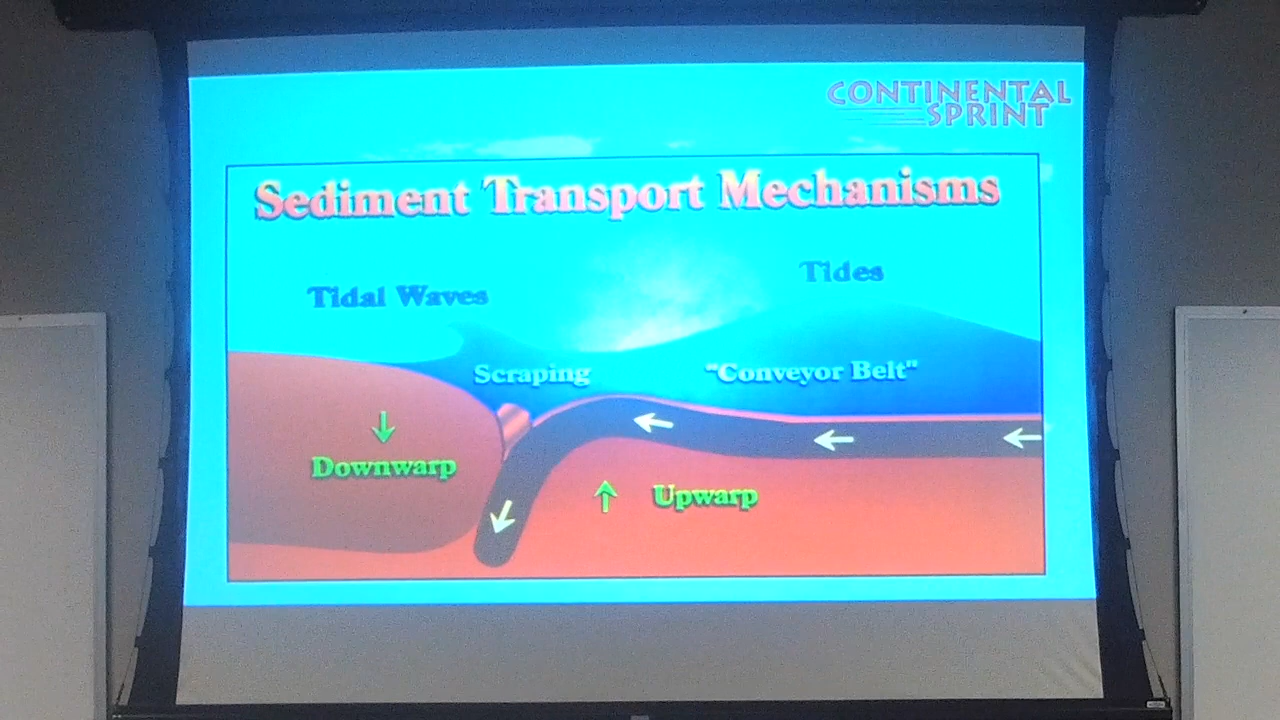 CONTINENTAL
SPRINT
Sediment Transport Mechanisms
Tides
Tidal Waves
Scraping
"Conveyor Belt"
Downwarp
Upwarp